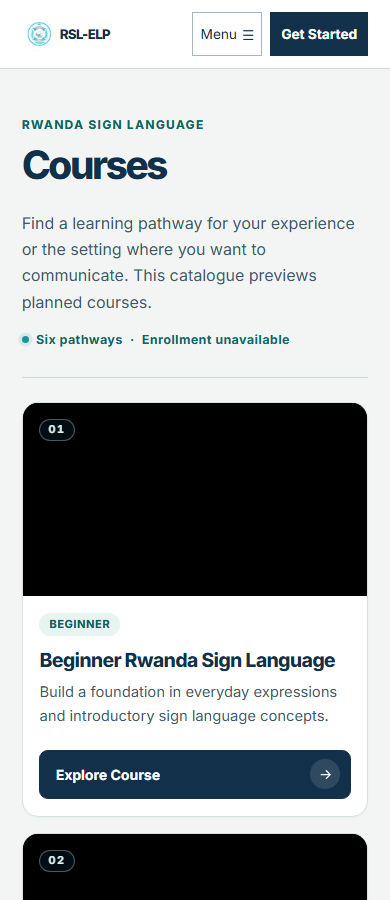 RSL-ELP
Menu ☰
Get Started
RWANDA SIGN LANGUAGE
Courses
Find a learning pathway for your experience
or the setting where you want to
communicate. This catalogue previews
planned courses.
Six pathways · Enrollment unavailable
01
BEGINNER
Beginner Rwanda Sign Language
Build a foundation in everyday expressions
and introductory sign language concepts.
Explore Course →
02